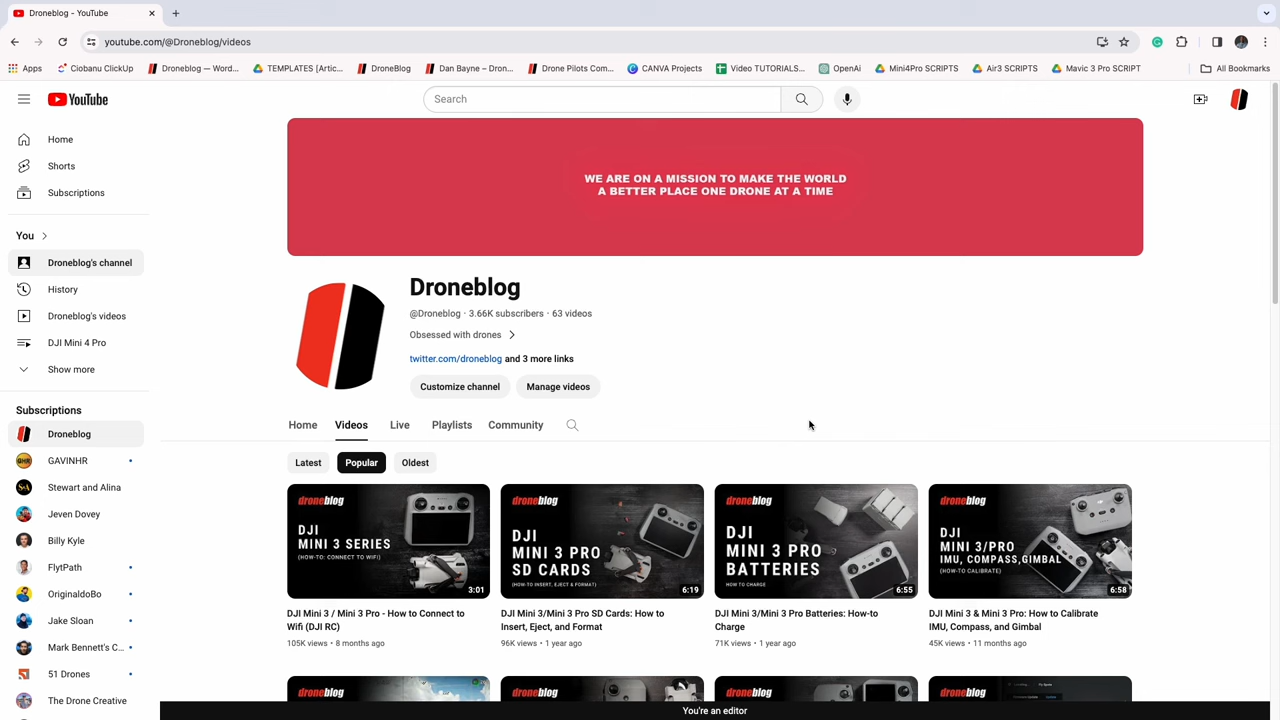 Droneblog - YouTube
youtube.com/@Droneblog/videos
Apps
Ciobanu ClickUp
Droneblog — Word...
TEMPLATES [Artic...
DroneBlog
Dan Bayne – Dron...
Drone Pilots Com...
CANVA Projects
Video TUTORIALS...
OpenAi
Mini4Pro SCRIPTS
Air3 SCRIPTS
Mavic 3 Pro SCRIPT
All Bookmarks
YouTube
Search
Home
Shorts
Subscriptions
You
Droneblog's channel
History
Droneblog's videos
DJI Mini 4 Pro
Show more
Subscriptions
Droneblog
GAVINHR
Stewart and Alina
Jeven Dovey
Billy Kyle
FlytPath
OriginaldoBo
Jake Sloan
Mark Bennett's C...
51 Drones
The Drone Creative
WE ARE ON A MISSION TO MAKE THE WORLD
A BETTER PLACE ONE DRONE AT A TIME
Droneblog
@Droneblog · 3.66K subscribers · 63 videos
Obsessed with drones
twitter.com/droneblog and 3 more links
Customize channel
Manage videos
Home
Videos
Live
Playlists
Community
Latest
Popular
Oldest
droneblog
DJI
MINI 3 SERIES
(HOW-TO: CONNECT TO WIFI)
3:01
DJI Mini 3 / Mini 3 Pro - How to Connect to
Wifi (DJI RC)
105K views · 8 months ago
droneblog
DJI
MINI 3 PRO
SD CARDS
(HOW-TO INSERT, EJECT & FORMAT)
6:19
DJI Mini 3/Mini 3 Pro SD Cards: How to
Insert, Eject, and Format
96K views · 1 year ago
droneblog
DJI
MINI 3 PRO
BATTERIES
HOW TO CHARGE
6:55
DJI Mini 3/Mini 3 Pro Batteries: How-to
Charge
71K views · 1 year ago
droneblog
DJI
MINI 3/PRO
IMU, COMPASS,GIMBAL
(HOW-TO CALIBRATE)
6:58
DJI Mini 3 & Mini 3 Pro: How to Calibrate
IMU, Compass, and Gimbal
45K views · 11 months ago
droneblog
droneblog
droneblog
droneblog
You're an editor